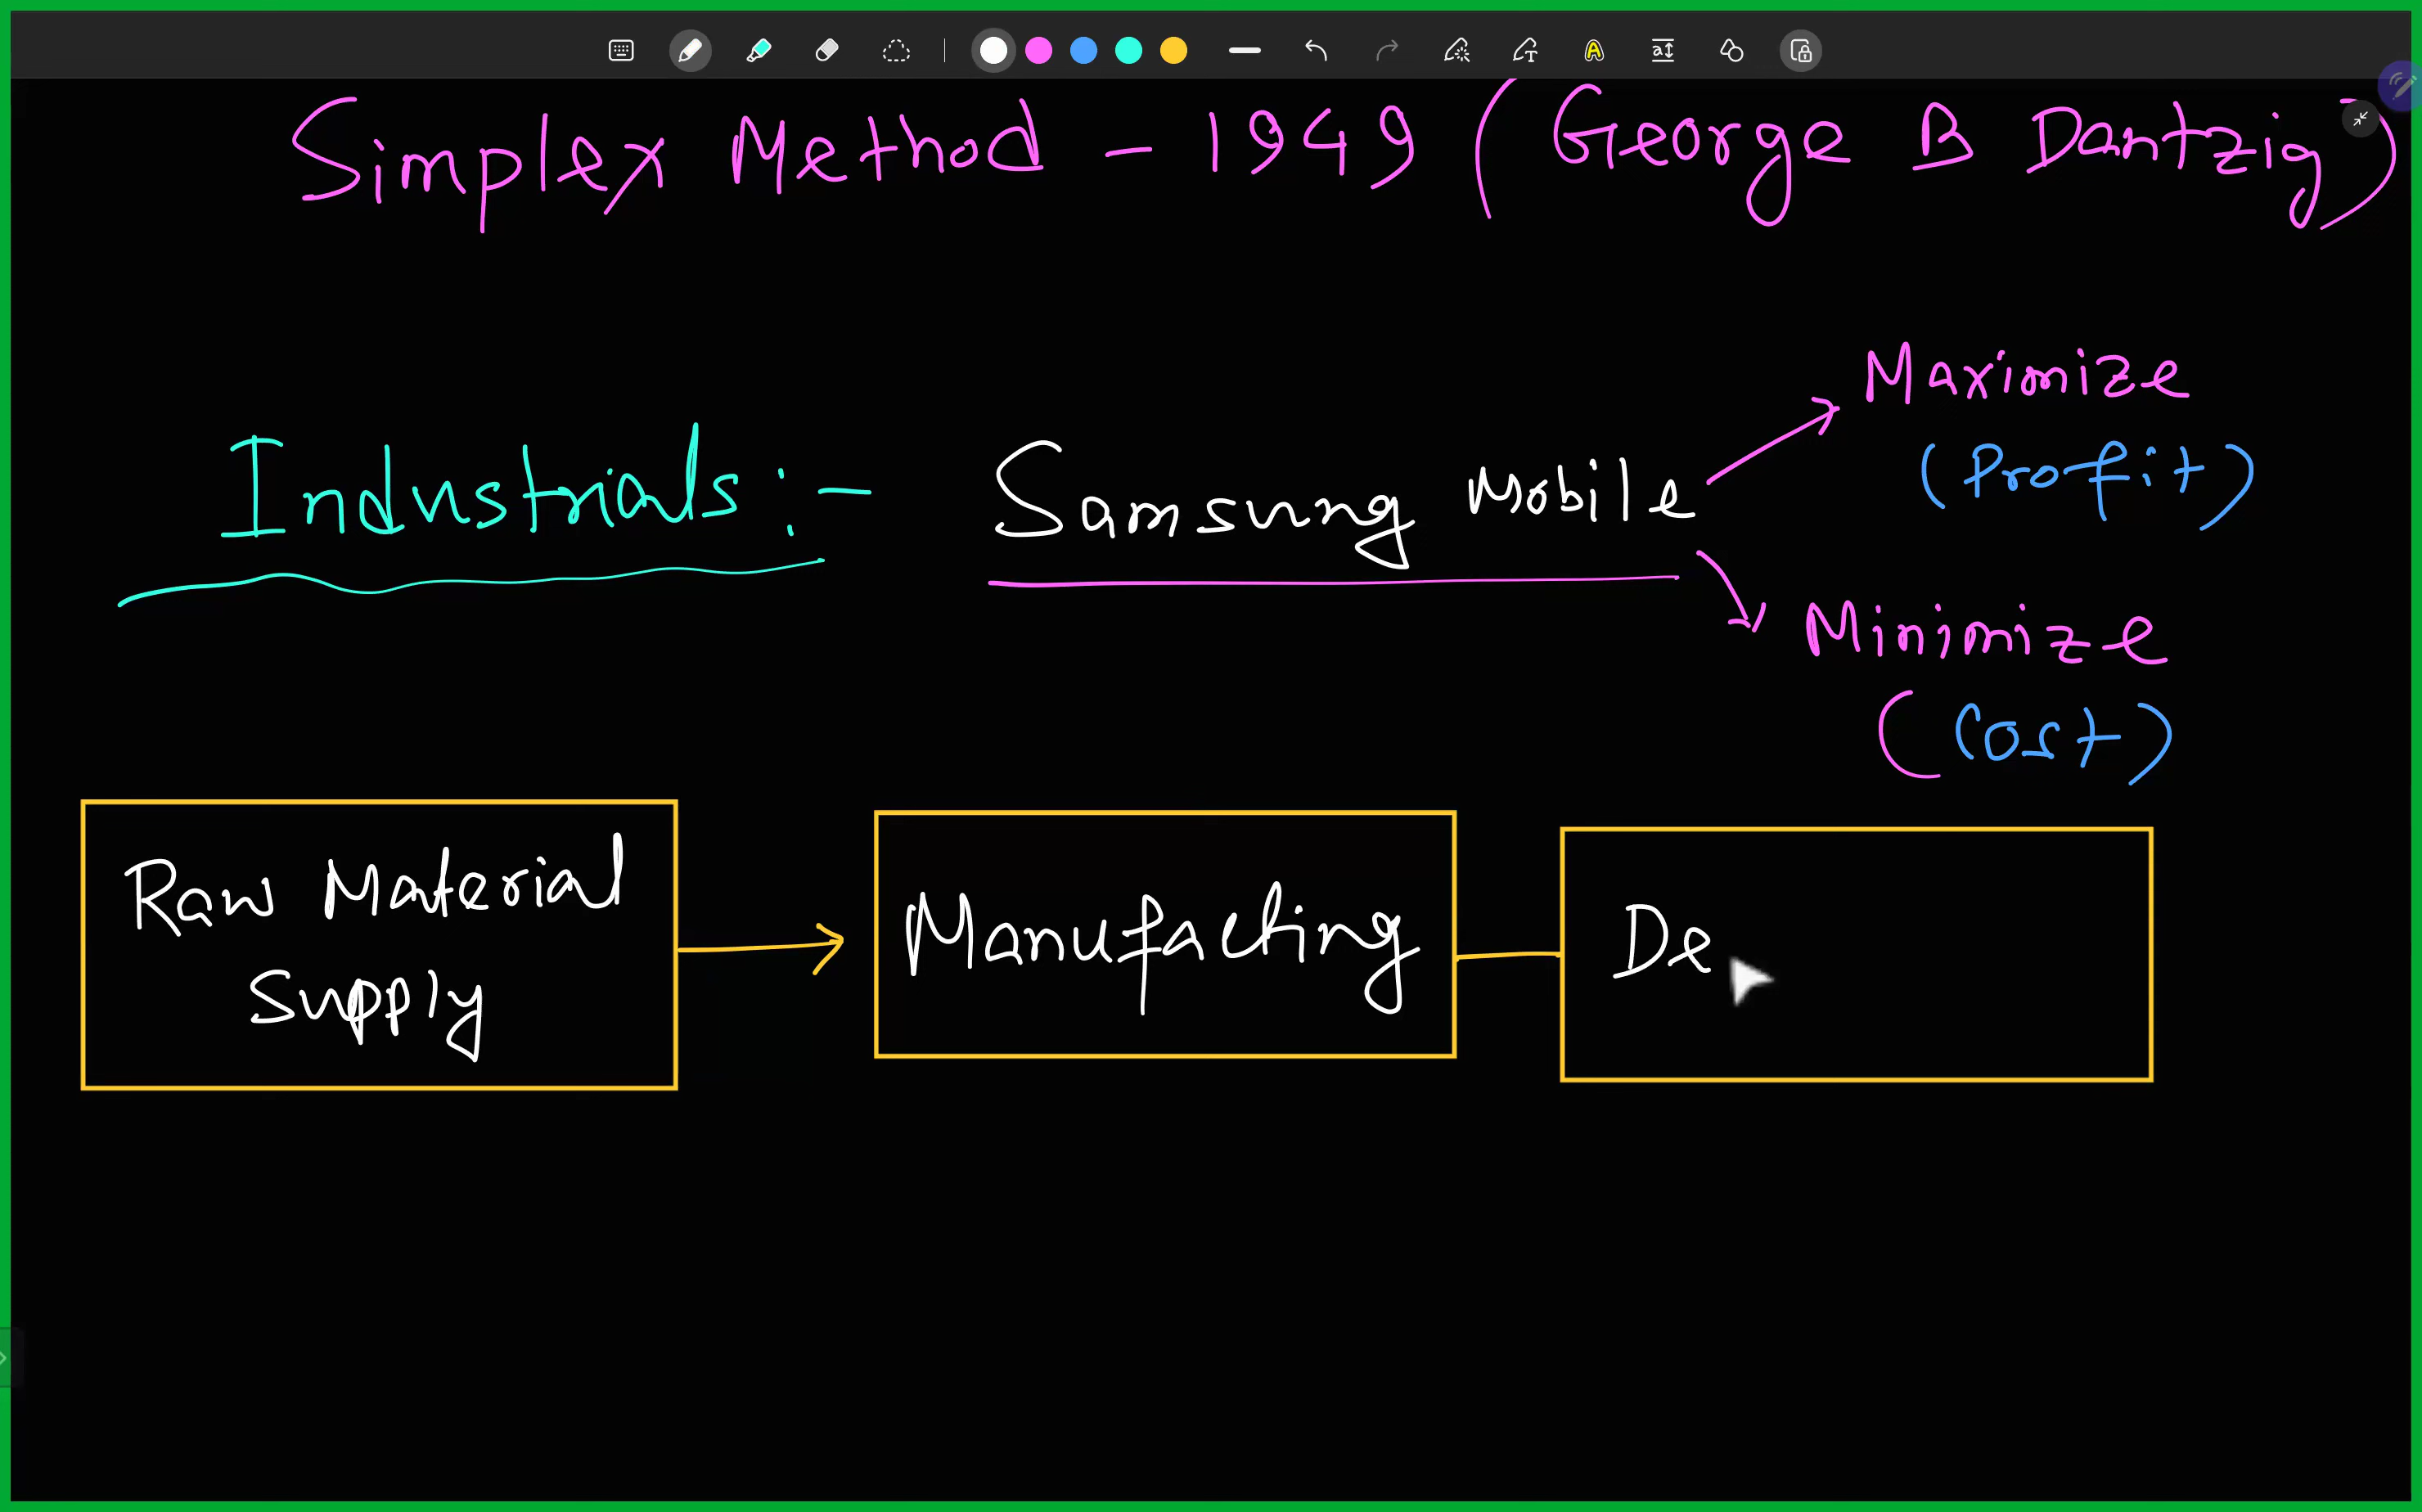 Simplex Method - 1949 (George B Dantzig)
Maximize
(Profit)
Industrials :- Samsung Mobile
Minimize
(Cost)
Raw Material
Supply
Manufacting
De